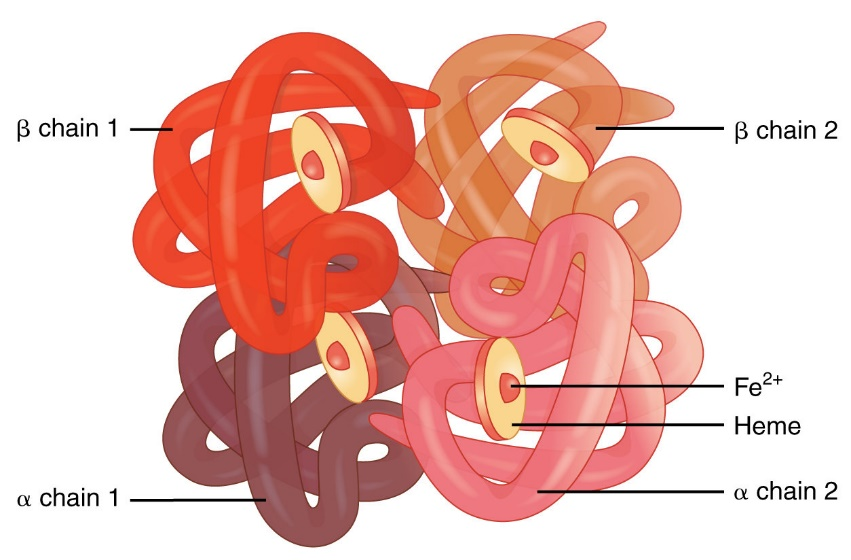 β chain 1
β chain 2
Fe²⁺
Heme
α chain 1
α chain 2